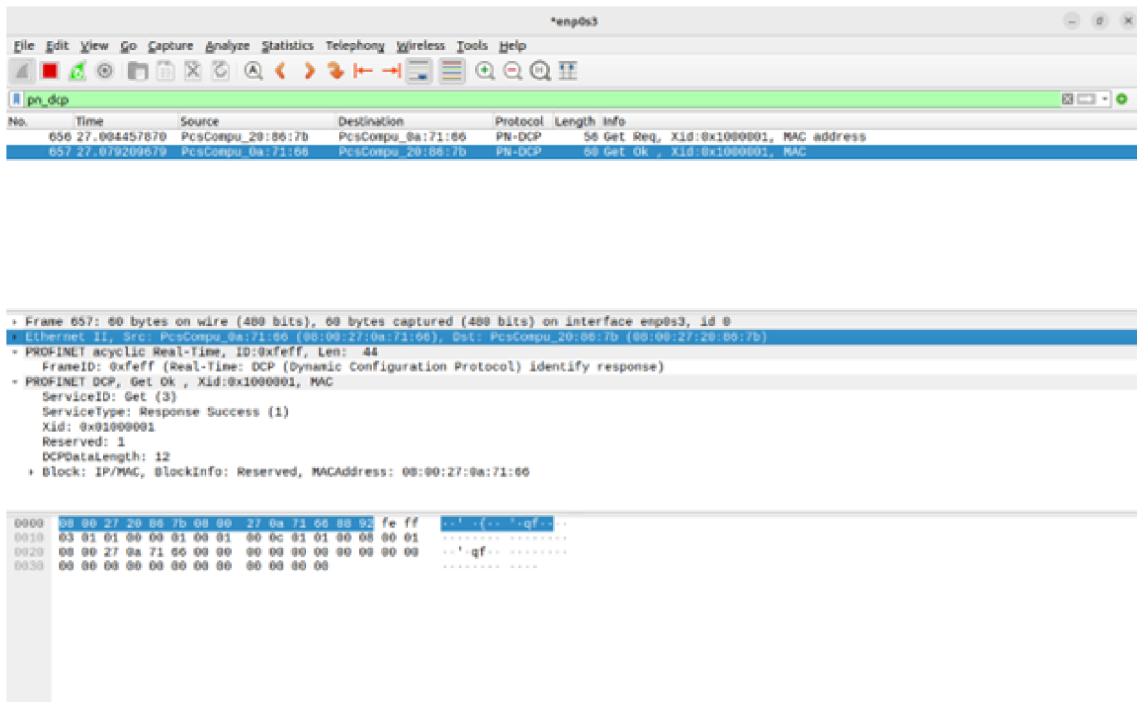 *enp0s3
File Edit View Go Capture Analyze Statistics Telephony Wireless Tools Help
pn_dcp
No. Time Source Destination Protocol Length Info
656 27.004457870 PcsCompu_20:86:7b PcsCompu_0a:71:66 PN-DCP 56 Get Req, Xid:0x1000001, MAC address
657 27.079209679 PcsCompu_0a:71:66 PcsCompu_20:86:7b PN-DCP 60 Get Ok , Xid:0x1000001, MAC
Frame 657: 60 bytes on wire (480 bits), 60 bytes captured (480 bits) on interface enp0s3, id 0
Ethernet II, Src: PcsCompu_0a:71:66 (08:00:27:0a:71:66), Dst: PcsCompu_20:86:7b (08:00:27:20:86:7b)
PROFINET acyclic Real-Time, ID:0xfeff, Len: 44
FrameID: 0xfeff (Real-Time: DCP (Dynamic Configuration Protocol) identify response)
PROFINET DCP, Get Ok , Xid:0x1000001, MAC
ServiceID: Get (3)
ServiceType: Response Success (1)
Xid: 0x01000001
Reserved: 1
DCPDataLength: 12
Block: IP/MAC, BlockInfo: Reserved, MACAddress: 08:00:27:0a:71:66
0000 08 00 27 20 86 7b 08 00 27 0a 71 66 88 92 fe ff ··' ·{·· '·qf····
0010 03 01 01 00 00 01 00 01 00 0c 01 01 00 08 00 01 ········ ········
0020 08 00 27 0a 71 66 00 00 00 00 00 00 00 00 00 00 ··'·qf·· ········
0030 00 00 00 00 00 00 00 00 00 00 00 00 ········ ····